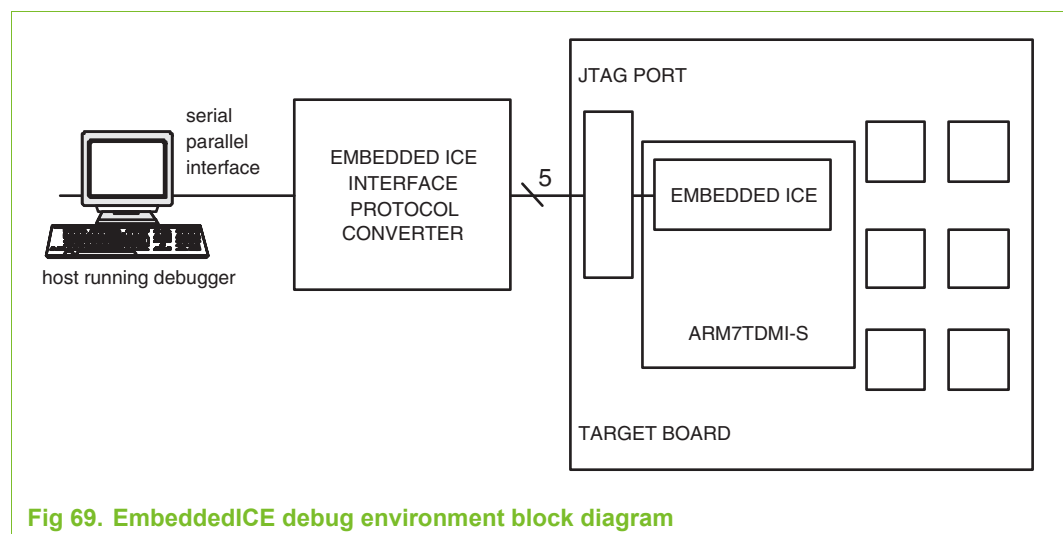 serial
parallel
interface
host running debugger
EMBEDDED ICE
INTERFACE
PROTOCOL
CONVERTER
5
JTAG PORT
EMBEDDED ICE
ARM7TDMI-S
TARGET BOARD
Fig 69. EmbeddedICE debug environment block diagram